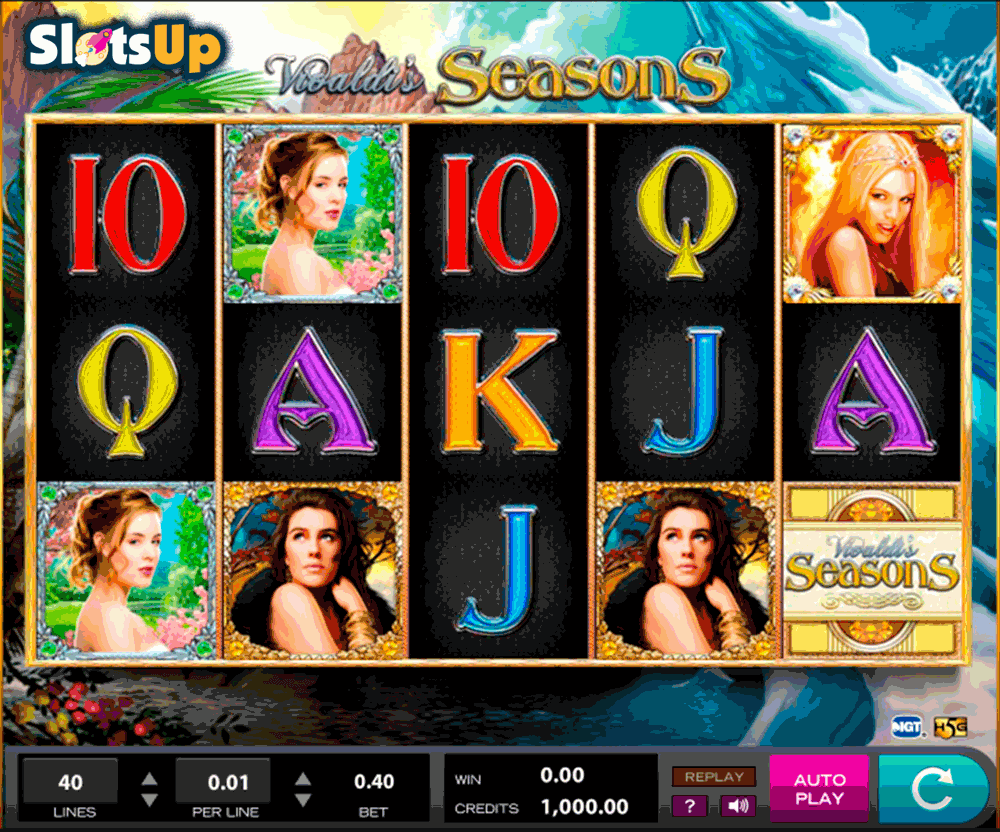 SlotsUp
Vivaldi's Seasons
10 10 Q
Q A K J A
J
Vivaldi's
Seasons
IGT H5G
40 0.01 0.40
LINES PER LINE BET
WIN 0.00
CREDITS 1,000.00
REPLAY
?
AUTO
PLAY